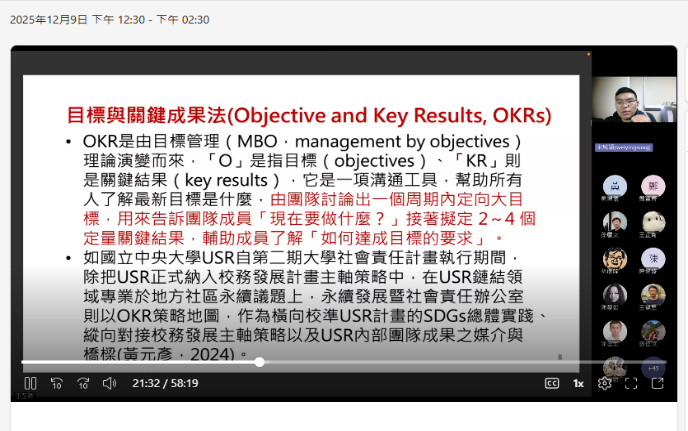 2025年12月9日 下午 12:30 - 下午 02:30
目標與關鍵成果法(Objective and Key Results, OKRs)
• OKR是由目標管理（MBO，management by objectives）
理論演變而來，「O」是指目標（objectives）、「KR」則
是關鍵結果（key results），它是一項溝通工具，幫助所有
人了解最新目標是什麼，由團隊討論出一個周期內定向大目
標，用來告訴團隊成員「現在要做什麼？」接著擬定 2~4 個
定量關鍵結果，輔助成員了解「如何達成目標的要求」。
• 如國立中央大學USR自第二期大學社會責任計畫執行期間，
除把USR正式納入校務發展計畫主軸策略中，在USR鏈結領
域專業於地方社區永續議題上，永續發展暨社會責任辦公室
則以OKR策略地圖，作為橫向校準USR計畫的SDGs總體實踐、
縱向對接校務發展主軸策略以及USR內部團隊成果之媒介與
橋樑(黃元彥，2024)。
8
鄭
陳
+45
10
10
21:32 / 58:19
CC
1x